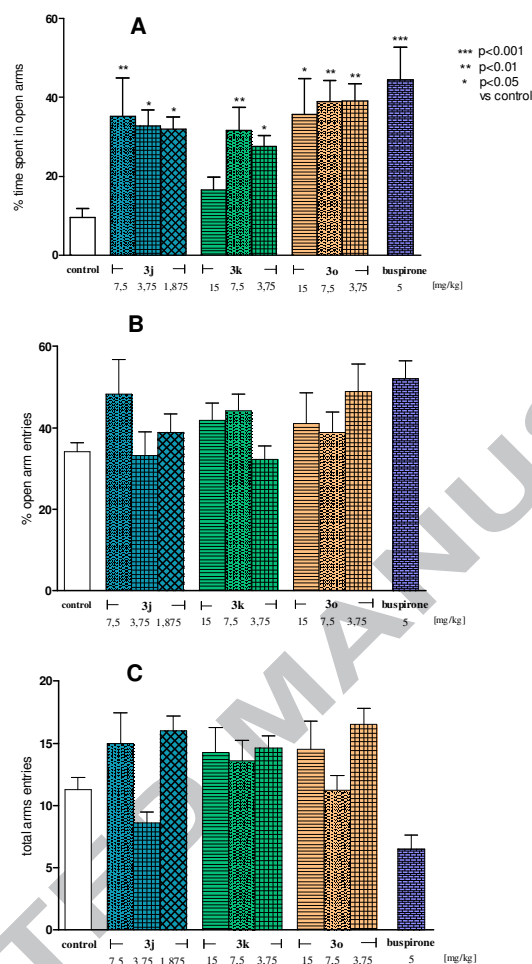 A
60
40
20
0
% time spent in open arms
** * * ** * * ** * ***
*** p<0.001
** p<0.01
* p<0.05
vs control
control 3j 3k 3o buspirone
7,5 3,75 1,875 15 7,5 3,75 15 7,5 3,75 5 [mg/kg]
B
60
40
20
0
% open arm entries
control 3j 3k 3o buspirone
7,5 3,75 1,875 15 7,5 3,75 15 7,5 3,75 5 [mg/kg]
C
20
15
10
5
0
total arms entries
control 3j 3k 3o buspirone
7,5 3,75 1,875 15 7,5 3,75 15 7,5 3,75 5 [mg/kg]
TED MANUS